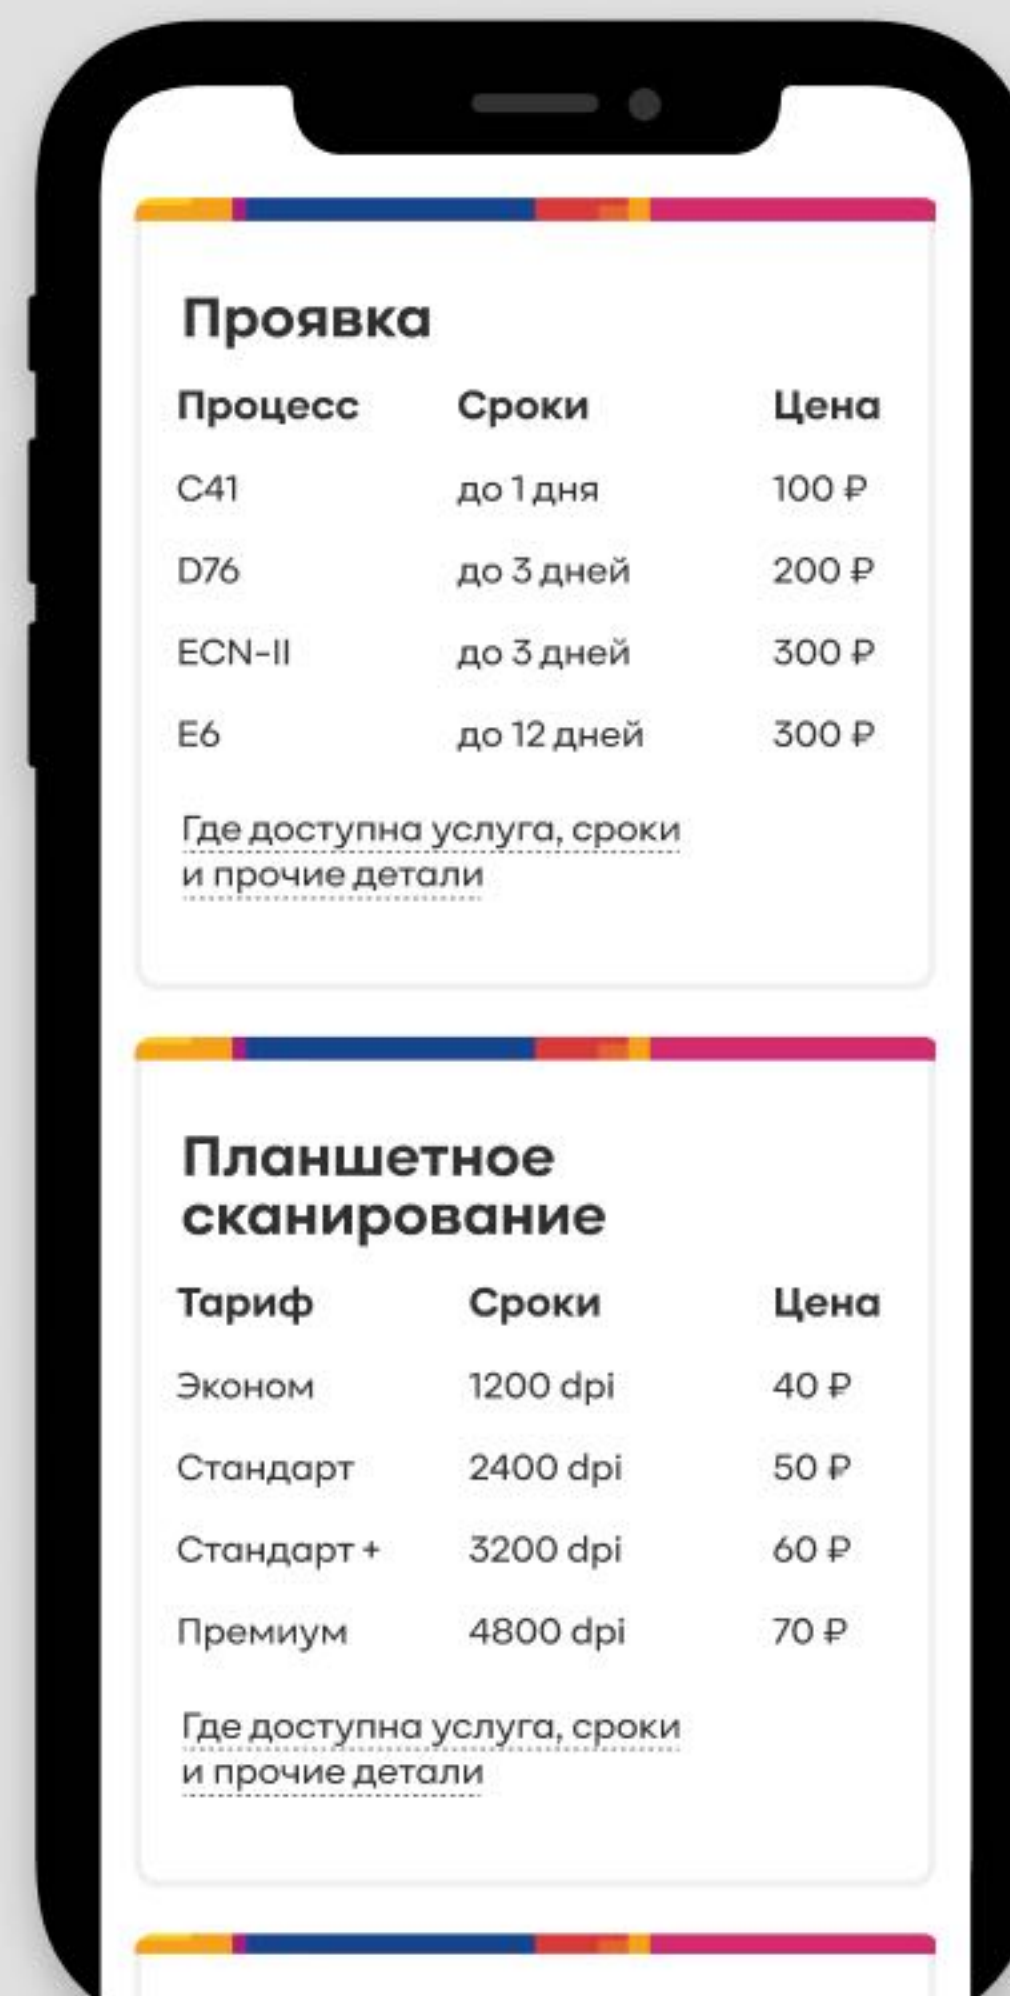 Проявка
Процесс Сроки Цена
C41 до 1 дня 100 ₽
D76 до 3 дней 200 ₽
ECN-II до 3 дней 300 ₽
E6 до 12 дней 300 ₽
Где доступна услуга, сроки
и прочие детали
Планшетное
сканирование
Тариф Сроки Цена
Эконом 1200 dpi 40 ₽
Стандарт 2400 dpi 50 ₽
Стандарт + 3200 dpi 60 ₽
Премиум 4800 dpi 70 ₽
Где доступна услуга, сроки
и прочие детали